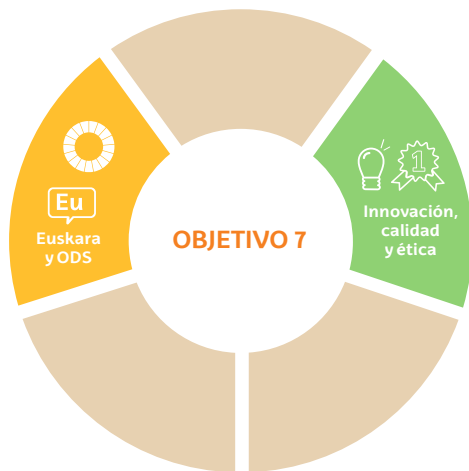 Eu
Euskara
y ODS
OBJETIVO 7
1
Innovación,
calidad
y ética